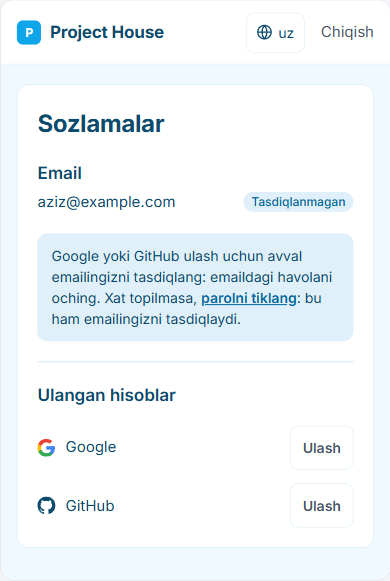 P Project House uz Chiqish
Sozlamalar
Email
aziz@example.com Tasdiqlanmagan
Google yoki GitHub ulash uchun avval
emailingizni tasdiqlang: emaildagi havolani
oching. Xat topilmasa, parolni tiklang: bu
ham emailingizni tasdiqlaydi.
Ulangan hisoblar
Google Ulash
GitHub Ulash